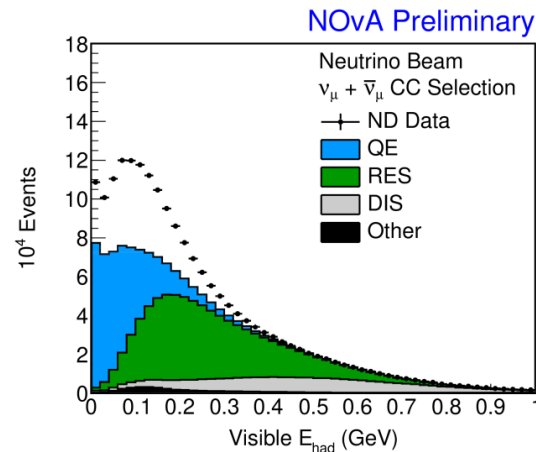 NOvA Preliminary
Neutrino Beam
νμ + ν̄μ CC Selection
ND Data
QE
RES
DIS
Other
10⁴ Events
18
16
14
12
10
8
6
4
2
0
0 0.1 0.2 0.3 0.4 0.5 0.6 0.7 0.8 0.9 1
Visible E_had (GeV)